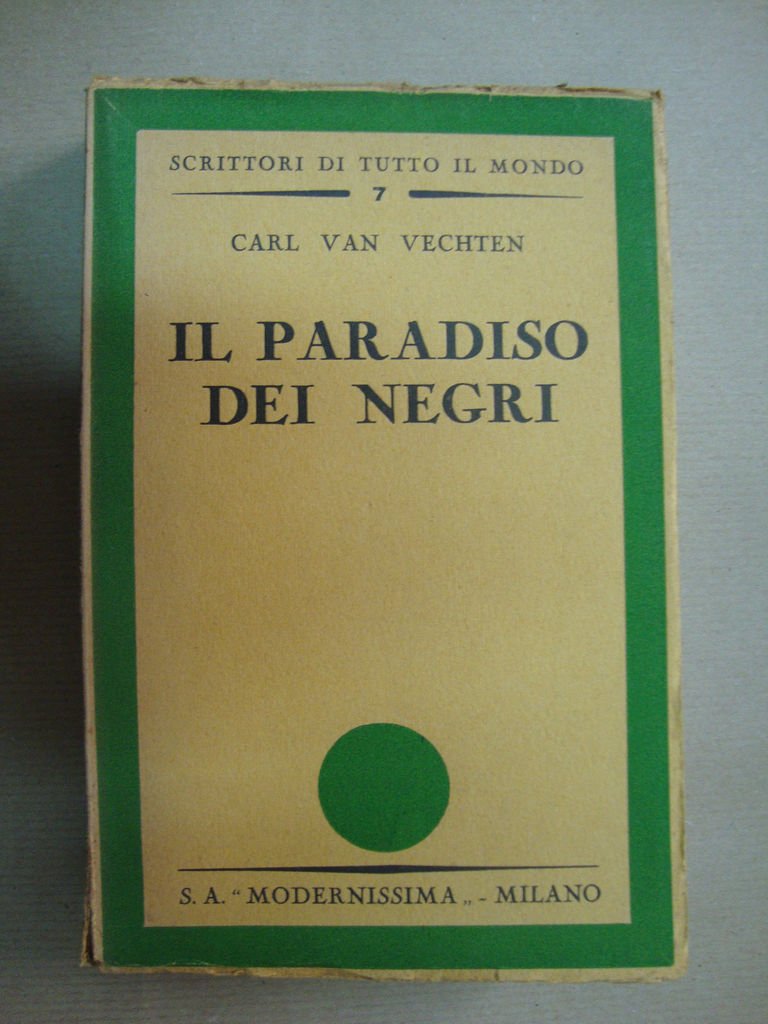 SCRITTORI DI TUTTO IL MONDO
7
CARL VAN VECHTEN
IL PARADISO
DEI NEGRI
S. A. “ MODERNISSIMA „ - MILANO